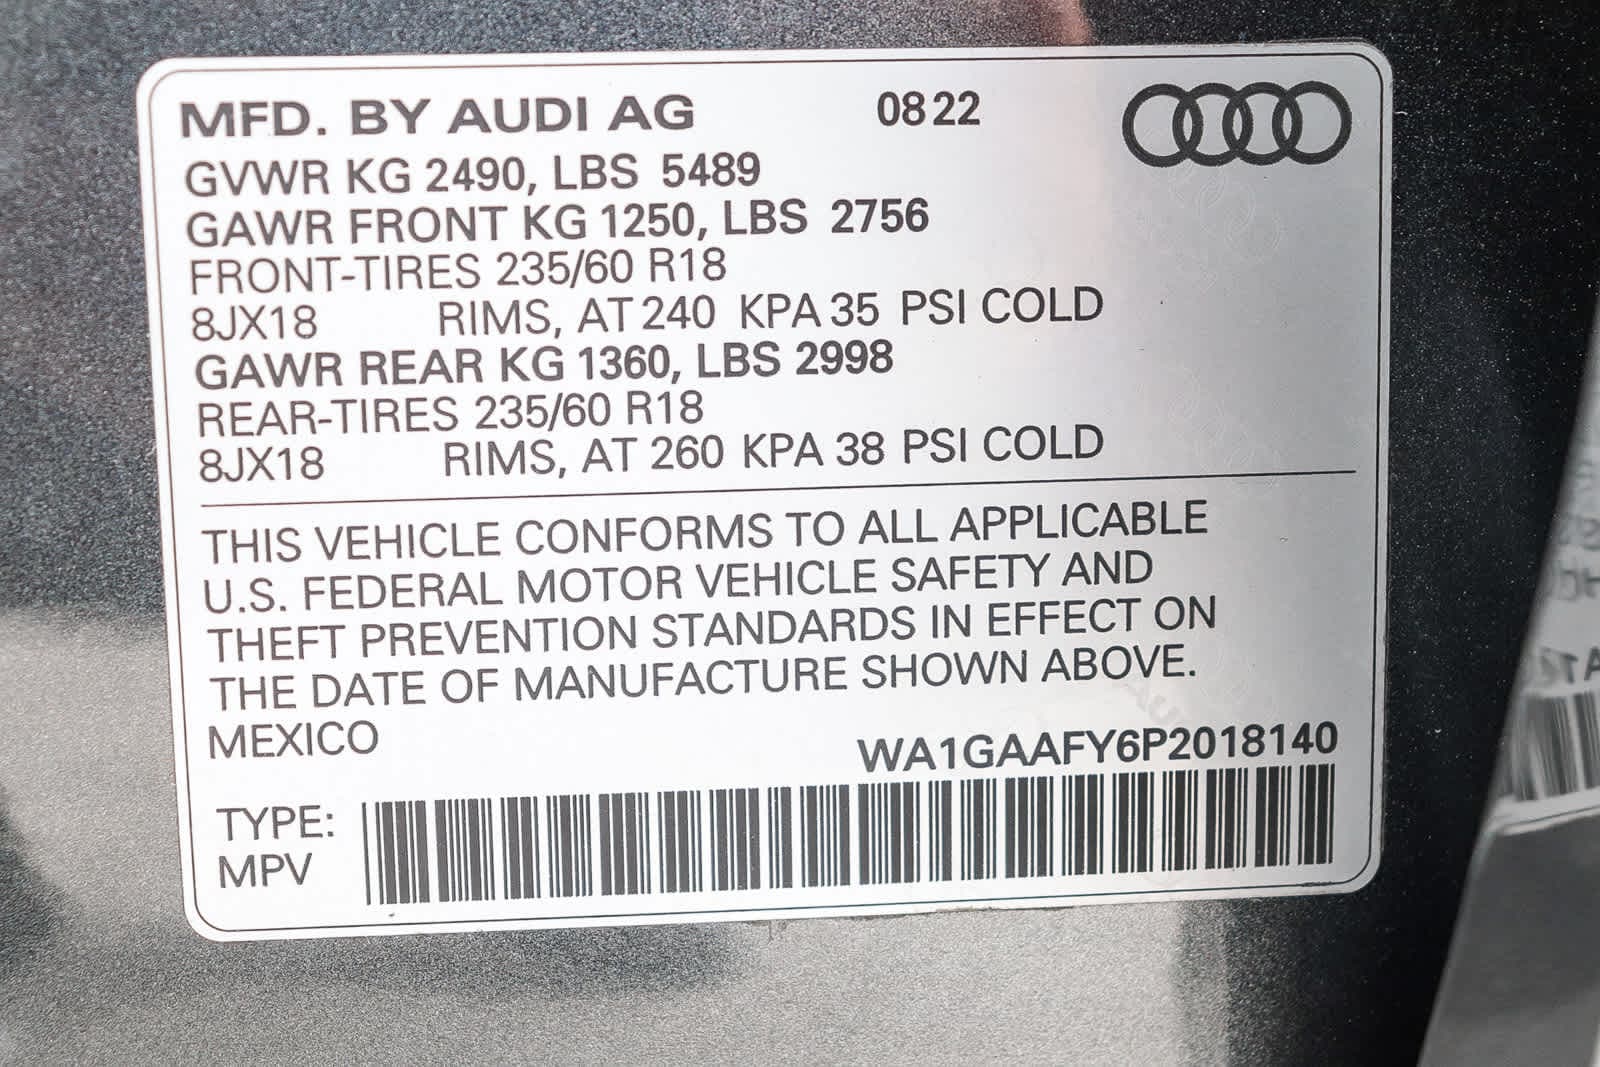 MFD. BY AUDI AG 0822
GVWR KG 2490, LBS 5489
GAWR FRONT KG 1250, LBS 2756
FRONT-TIRES 235/60 R18
8JX18 RIMS, AT 240 KPA 35 PSI COLD
GAWR REAR KG 1360, LBS 2998
REAR-TIRES 235/60 R18
8JX18 RIMS, AT 260 KPA 38 PSI COLD
THIS VEHICLE CONFORMS TO ALL APPLICABLE
U.S. FEDERAL MOTOR VEHICLE SAFETY AND
THEFT PREVENTION STANDARDS IN EFFECT ON
THE DATE OF MANUFACTURE SHOWN ABOVE.
MEXICO
WA1GAAFY6P2018140
TYPE:
MPV